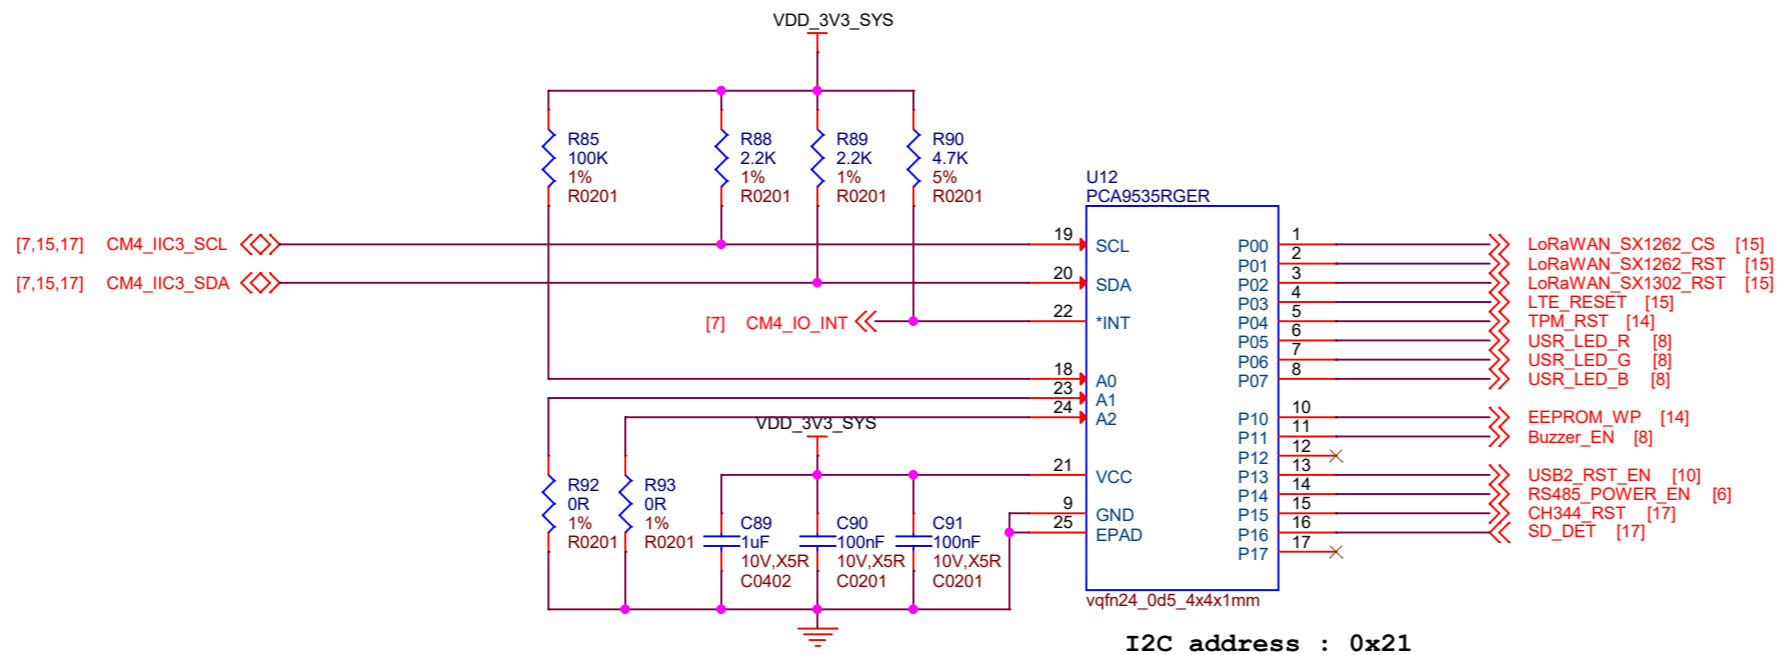 VDD_3V3_SYS
R85
100K
1%
R0201
R88
2.2K
1%
R0201
R89
2.2K
1%
R0201
R90
4.7K
5%
R0201
U12
PCA9535RGER
[7,15,17] CM4_IIC3_SCL
[7,15,17] CM4_IIC3_SDA
[7] CM4_IO_INT
19 SCL
20 SDA
22 *INT
18 A0
23 A1
24 A2
21 VCC
9 GND
25 EPAD
P00 1 LoRaWAN_SX1262_CS [15]
P01 2 LoRaWAN_SX1262_RST [15]
P02 3 LoRaWAN_SX1302_RST [15]
P03 4 LTE_RESET [15]
P04 5 TPM_RST [14]
P05 6 USR_LED_R [8]
P06 7 USR_LED_G [8]
P07 8 USR_LED_B [8]
P10 10 EEPROM_WP [14]
P11 11 Buzzer_EN [8]
P12 12
P13 13 USB2_RST_EN [10]
P14 14 RS485_POWER_EN [6]
P15 15 CH344_RST [17]
P16 16 SD_DET [17]
P17 17
VDD_3V3_SYS
R92
0R
1%
R0201
R93
0R
1%
R0201
C89
1uF
10V,X5R
C0402
C90
100nF
10V,X5R
C0201
C91
100nF
10V,X5R
C0201
vqfn24_0d5_4x4x1mm
I2C address : 0x21